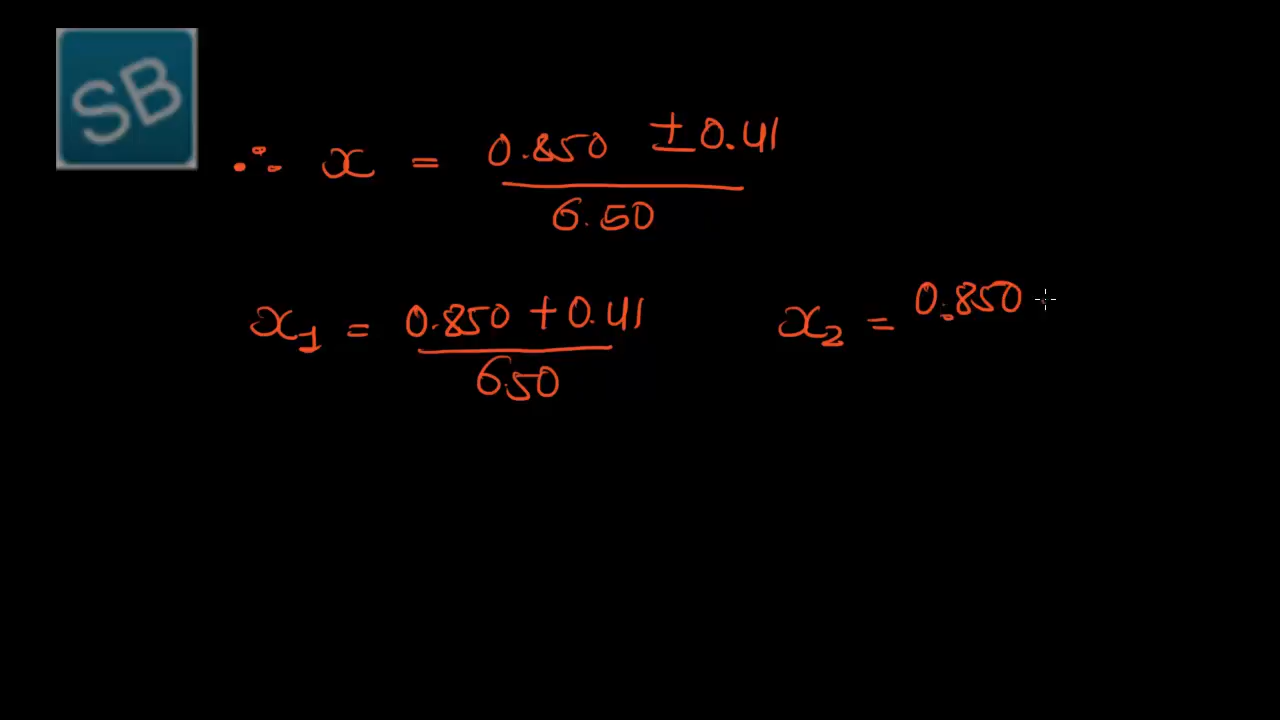 SB
∴ x = 0.850 ± 0.41
6.50
x₁ = 0.850 + 0.41 x₂ = 0.850
6.50